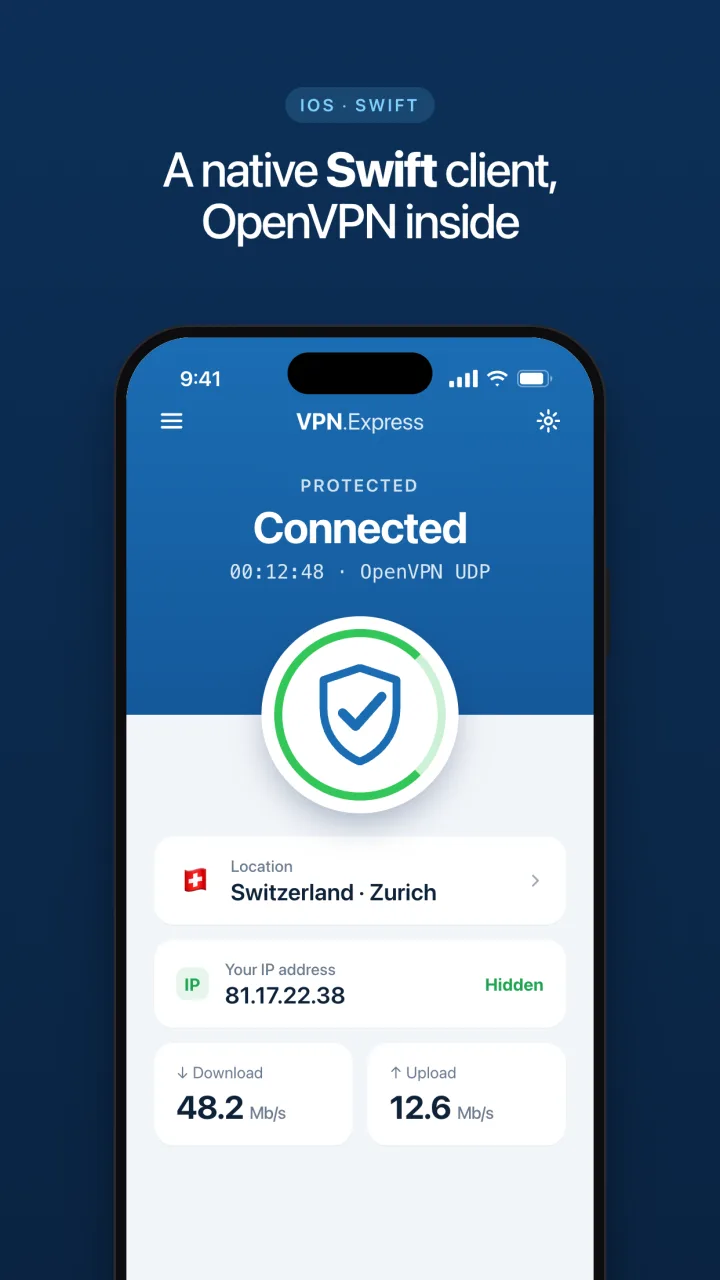 IOS · SWIFT
A native Swift client,
OpenVPN inside
9:41
VPN.Express
PROTECTED
Connected
00:12:48 · OpenVPN UDP
Location
Switzerland · Zurich
IP
Your IP address
81.17.22.38
Hidden
↓ Download
48.2 Mb/s
↑ Upload
12.6 Mb/s